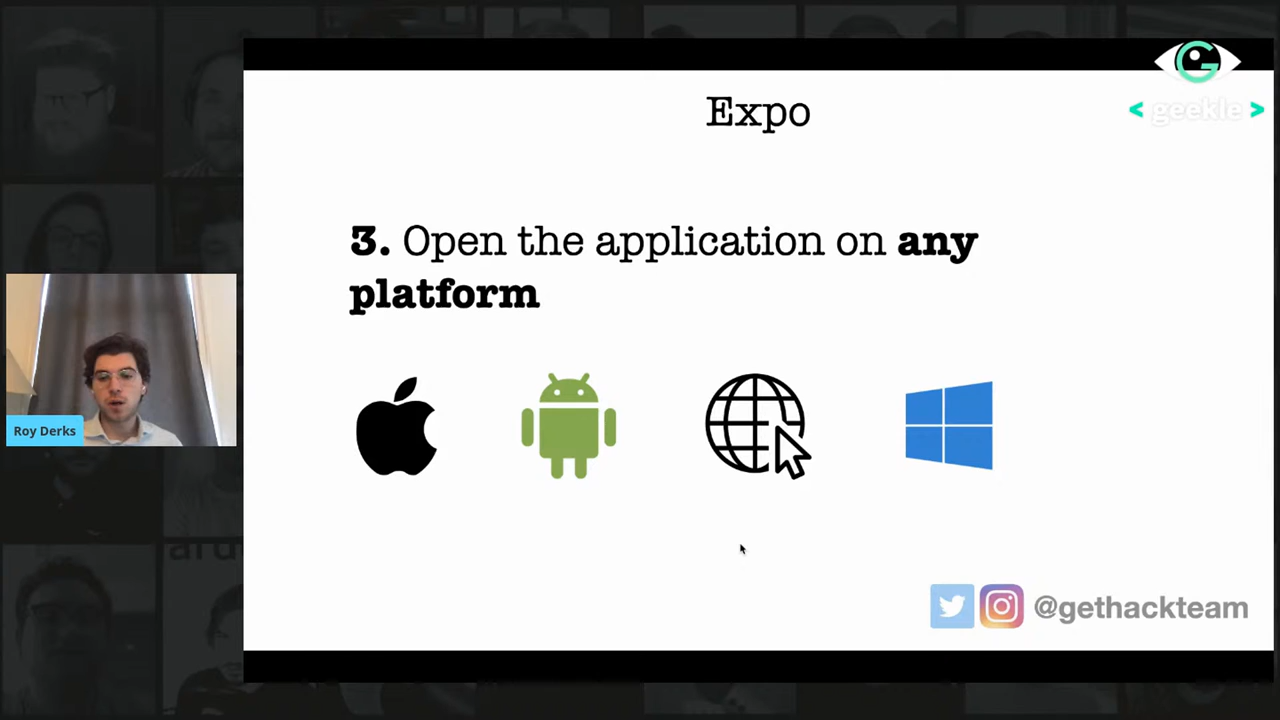 Expo
< geekle >
3. Open the application on any
platform
Roy Derks
@gethackteam